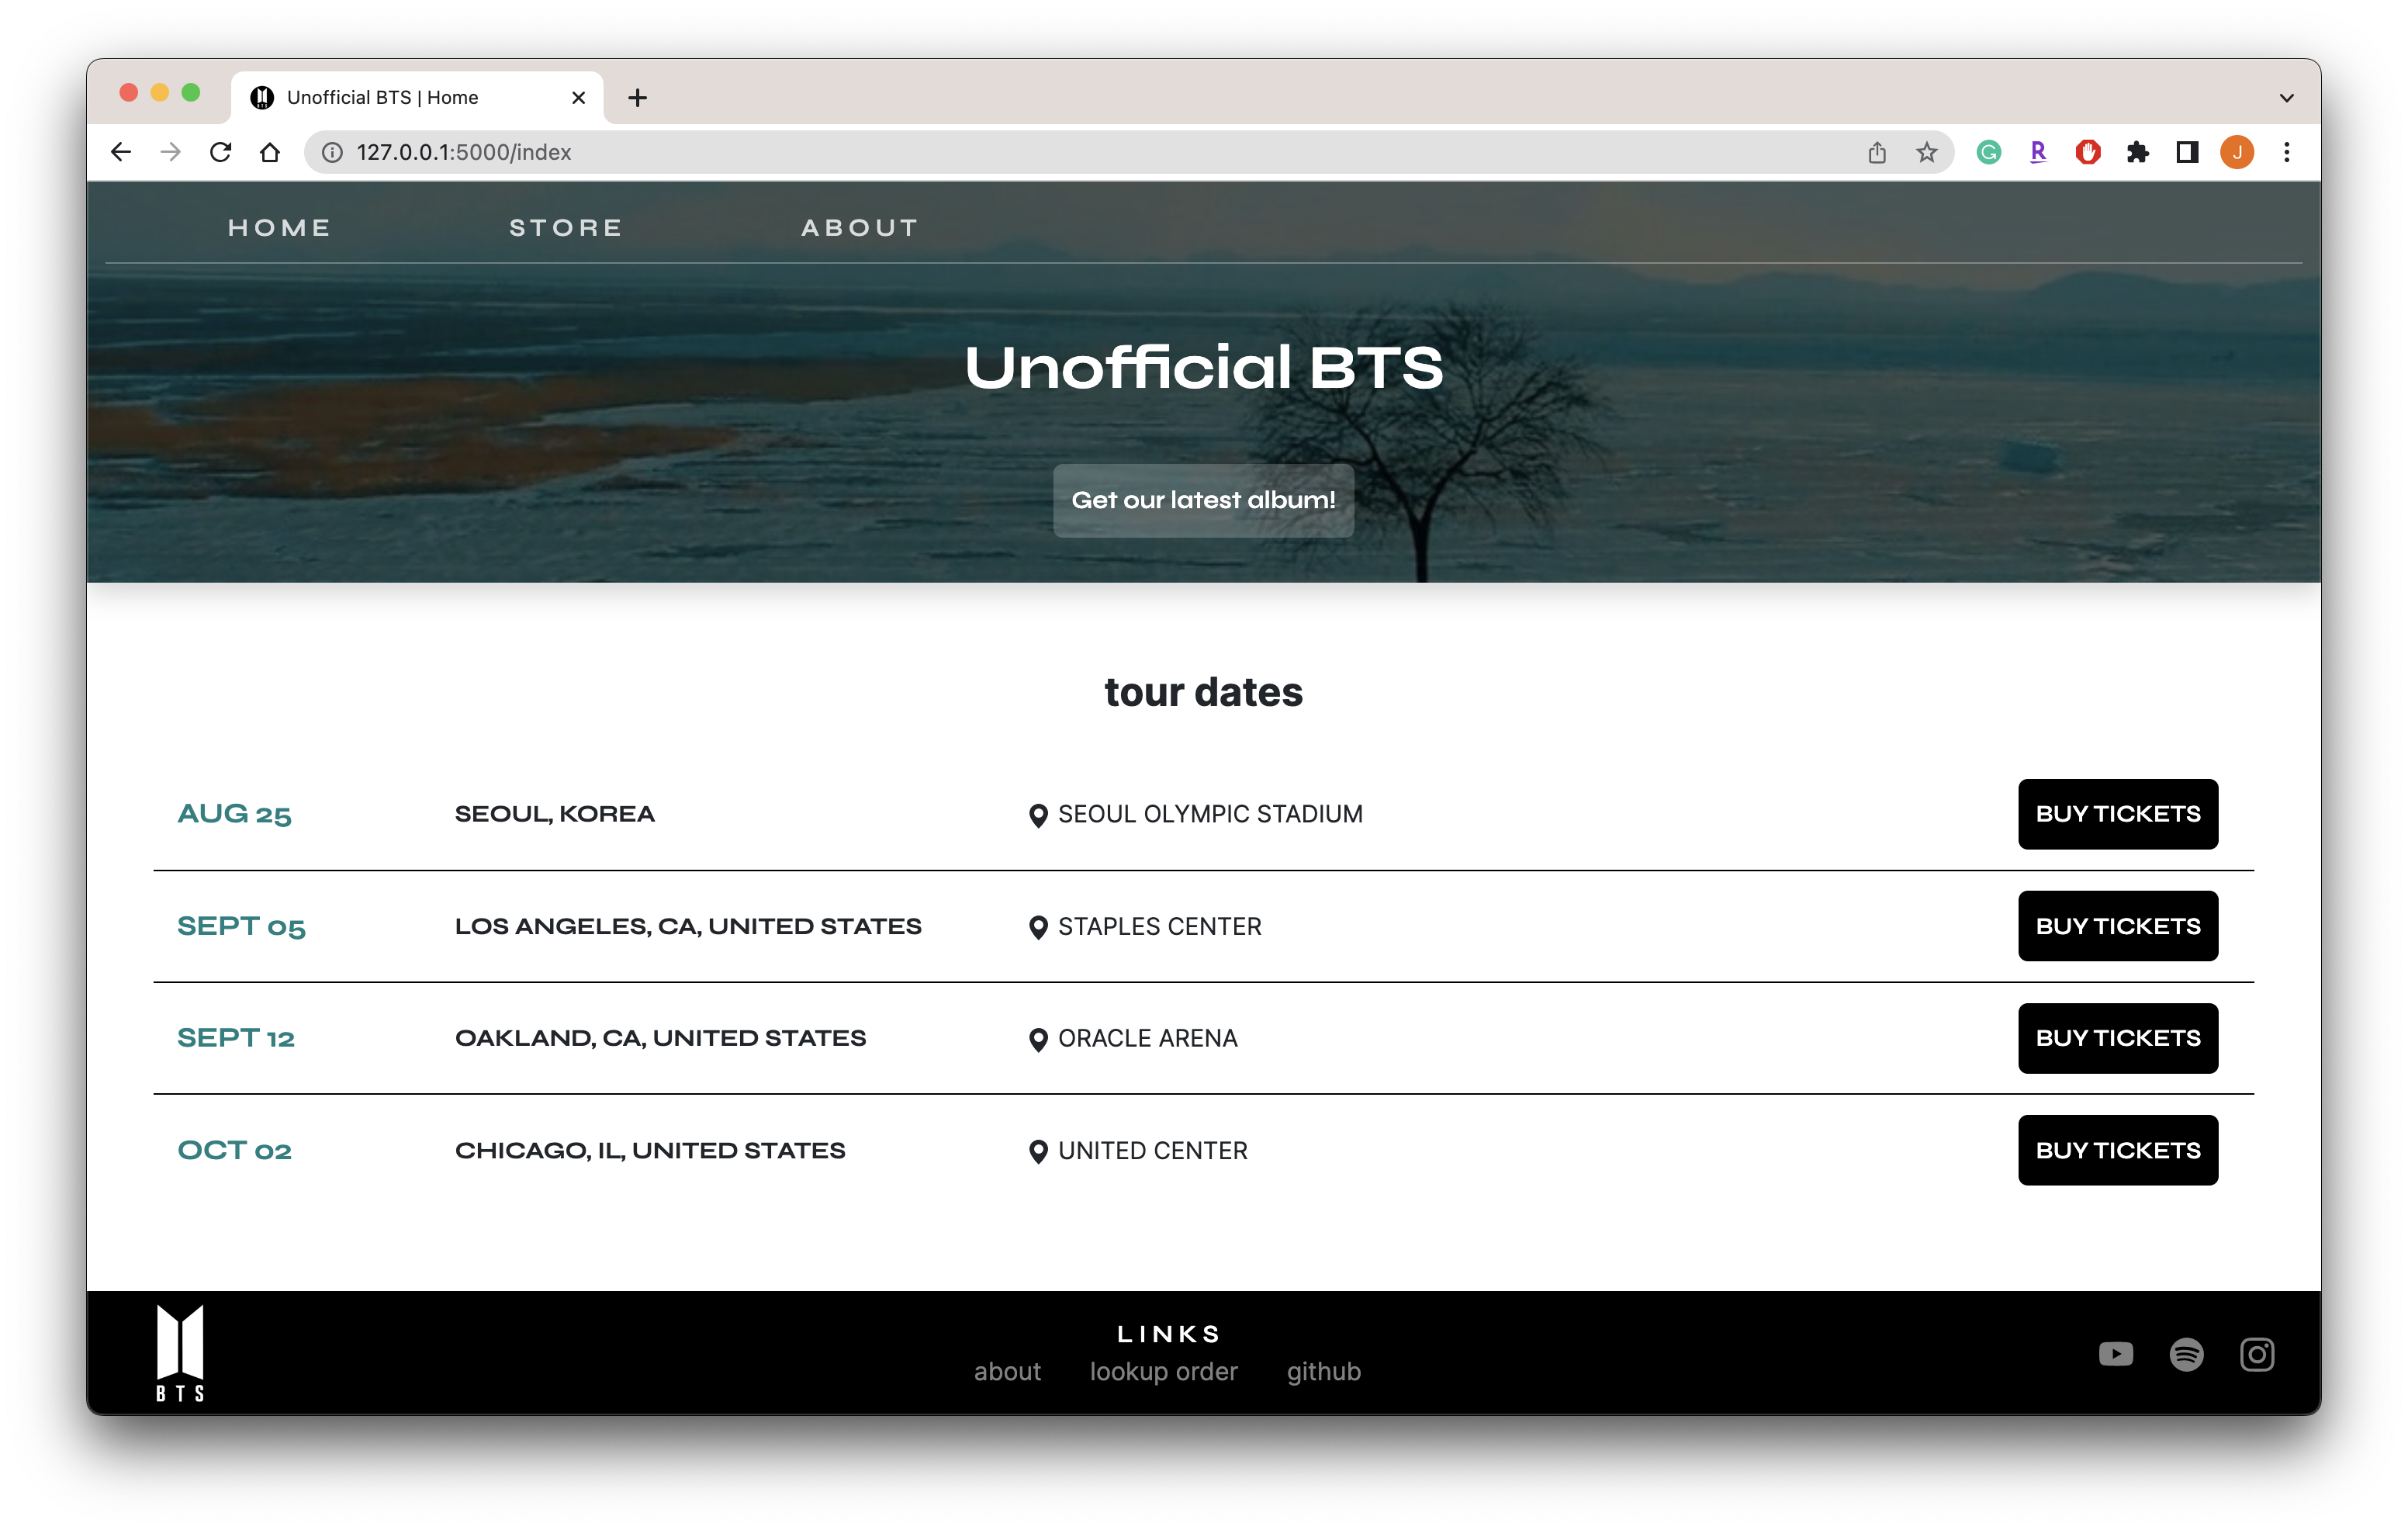 Unofficial BTS | Home
127.0.0.1:5000/index
J
HOME STORE ABOUT
Unofficial BTS
Get our latest album!
tour dates
AUG 25 SEOUL, KOREA SEOUL OLYMPIC STADIUM BUY TICKETS
SEPT 05 LOS ANGELES, CA, UNITED STATES STAPLES CENTER BUY TICKETS
SEPT 12 OAKLAND, CA, UNITED STATES ORACLE ARENA BUY TICKETS
OCT 02 CHICAGO, IL, UNITED STATES UNITED CENTER BUY TICKETS
BTS
LINKS
about lookup order github